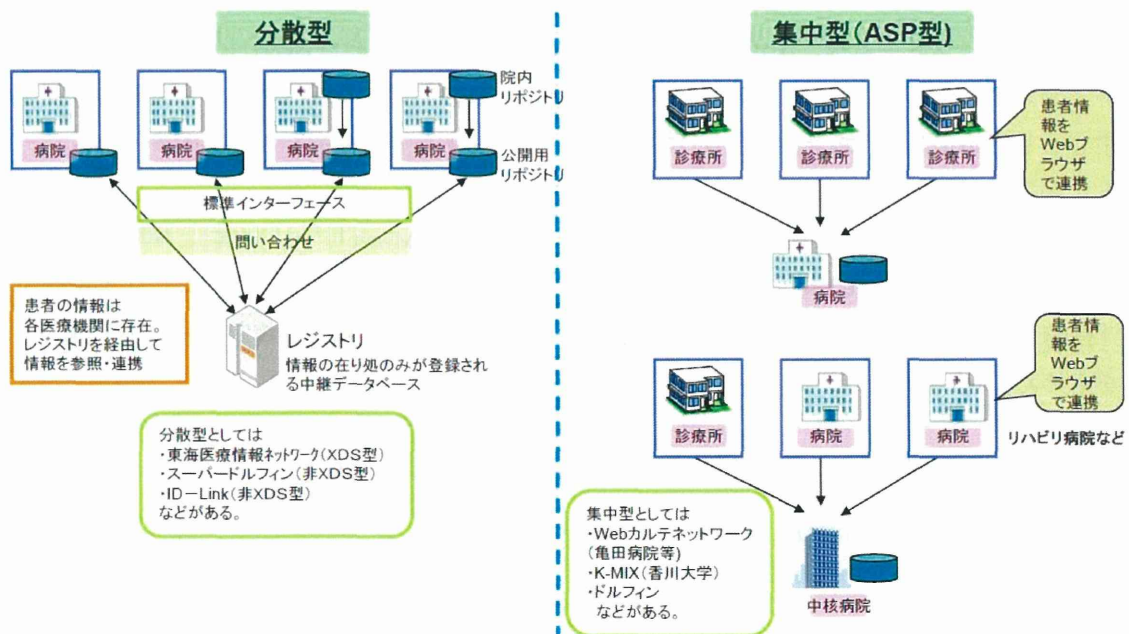 分散型
院内
リポジトリ
病院
病院
病院
病院
公開用
リポジトリ
標準インターフェース
問い合わせ
患者の情報は
各医療機関に存在。
レジストリを経由して
情報を参照・連携
レジストリ
情報の在り処のみが登録され
る中継データベース
分散型としては
・東海医療情報ネットワーク(XDS型)
・スーパードルフィン(非XDS型)
・ID－Link(非XDS型)
などがある。
集中型(ASP型)
診療所
診療所
診療所
患者情
報を
Webブ
ラウザ
で連携
病院
診療所
病院
病院
患者情
報を
Webブ
ラウザ
で連携
リハビリ病院など
集中型としては
・Webカルテネットワーク
(亀田病院等)
・K-MIX(香川大学)
・ドルフィン
などがある。
中核病院